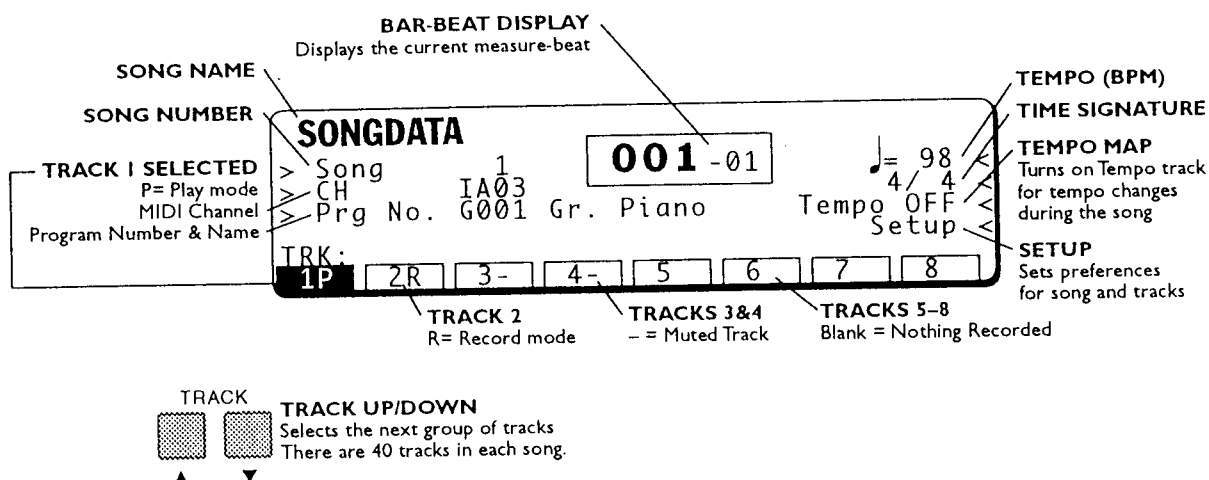 BAR-BEAT DISPLAY
Displays the current measure-beat
SONG NAME
SONG NUMBER
TRACK 1 SELECTED
P= Play mode
MIDI Channel
Program Number & Name
TEMPO (BPM)
TIME SIGNATURE
TEMPO MAP
Turns on Tempo track
for tempo changes
during the song
SETUP
Sets preferences
for song and tracks
SONGDATA
001-01
♩= 98 <
> Song 1
4/ 4 <
> CH IA03
Tempo OFF <
> Prg No. G001 Gr. Piano
Setup <
TRK:
1P 2R 3- 4- 5 6 7 8
TRACK 2
R= Record mode
TRACKS 3&4
– = Muted Track
TRACKS 5–8
Blank = Nothing Recorded
TRACK
TRACK UP/DOWN
Selects the next group of tracks
There are 40 tracks in each song.